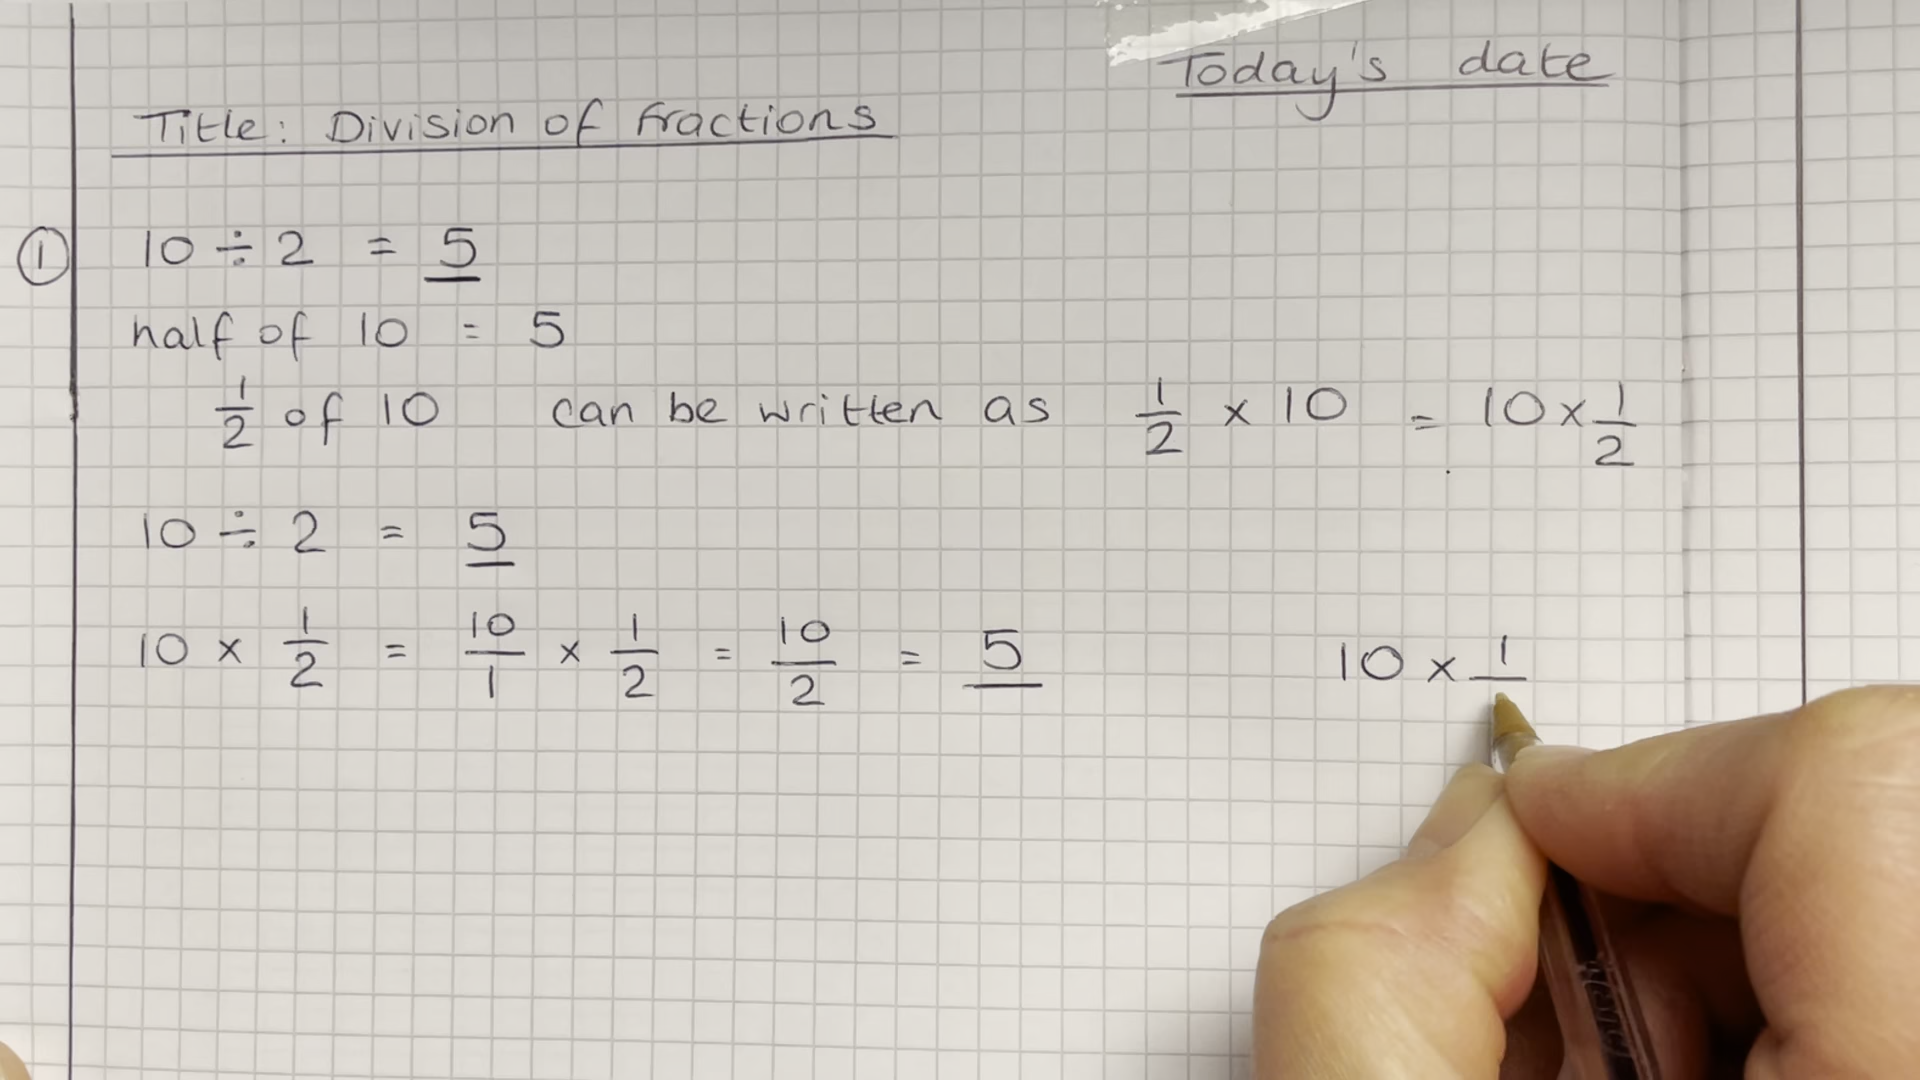 Today's date
Title: Division of fractions
① 10 ÷ 2 = 5
half of 10 = 5
1/2 of 10 can be written as 1/2 × 10 = 10 × 1/2
10 ÷ 2 = 5
10 × 1/2 = 10/1 × 1/2 = 10/2 = 5 10 × 1/